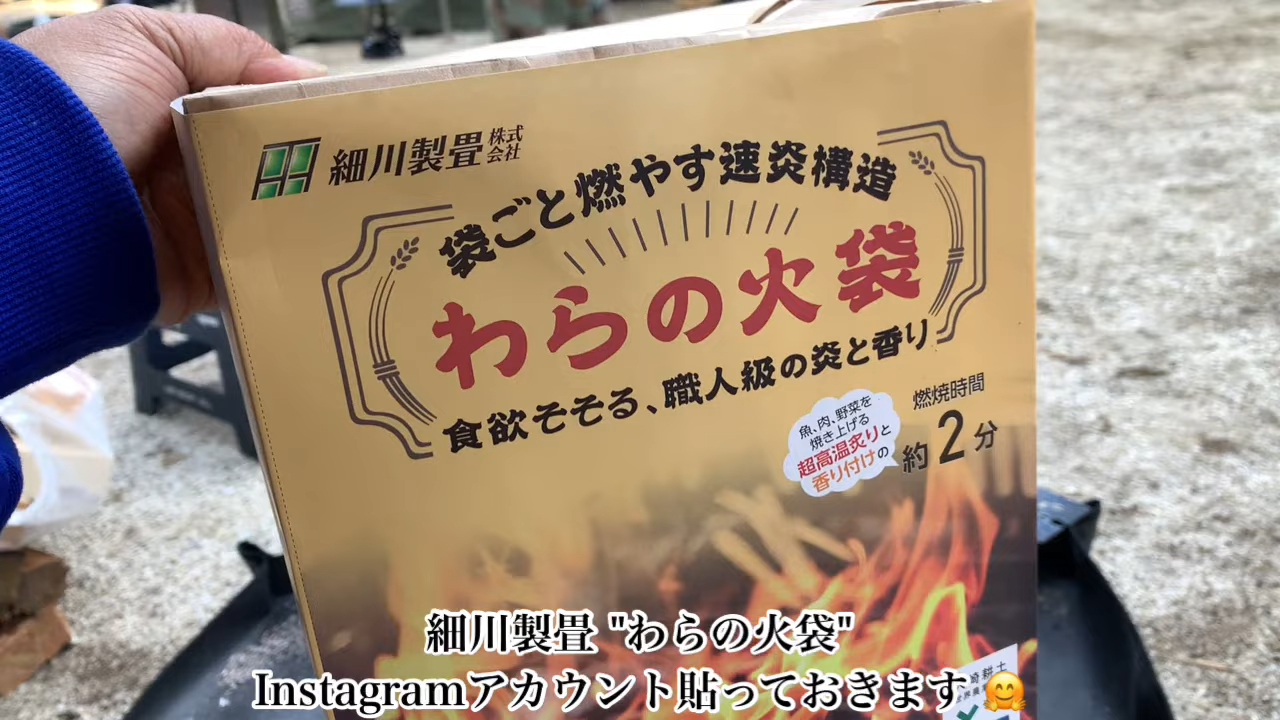 細川製畳 株式会社
袋ごと燃やす速炎構造
わらの火袋
食欲そそる、職人級の炎と香り
魚、肉、野菜を
焼き上げる
超高温炙りと
香り付けの
燃焼時間
約2分
細川製畳 "わらの火袋"
Instagramアカウント貼っておきます🤗